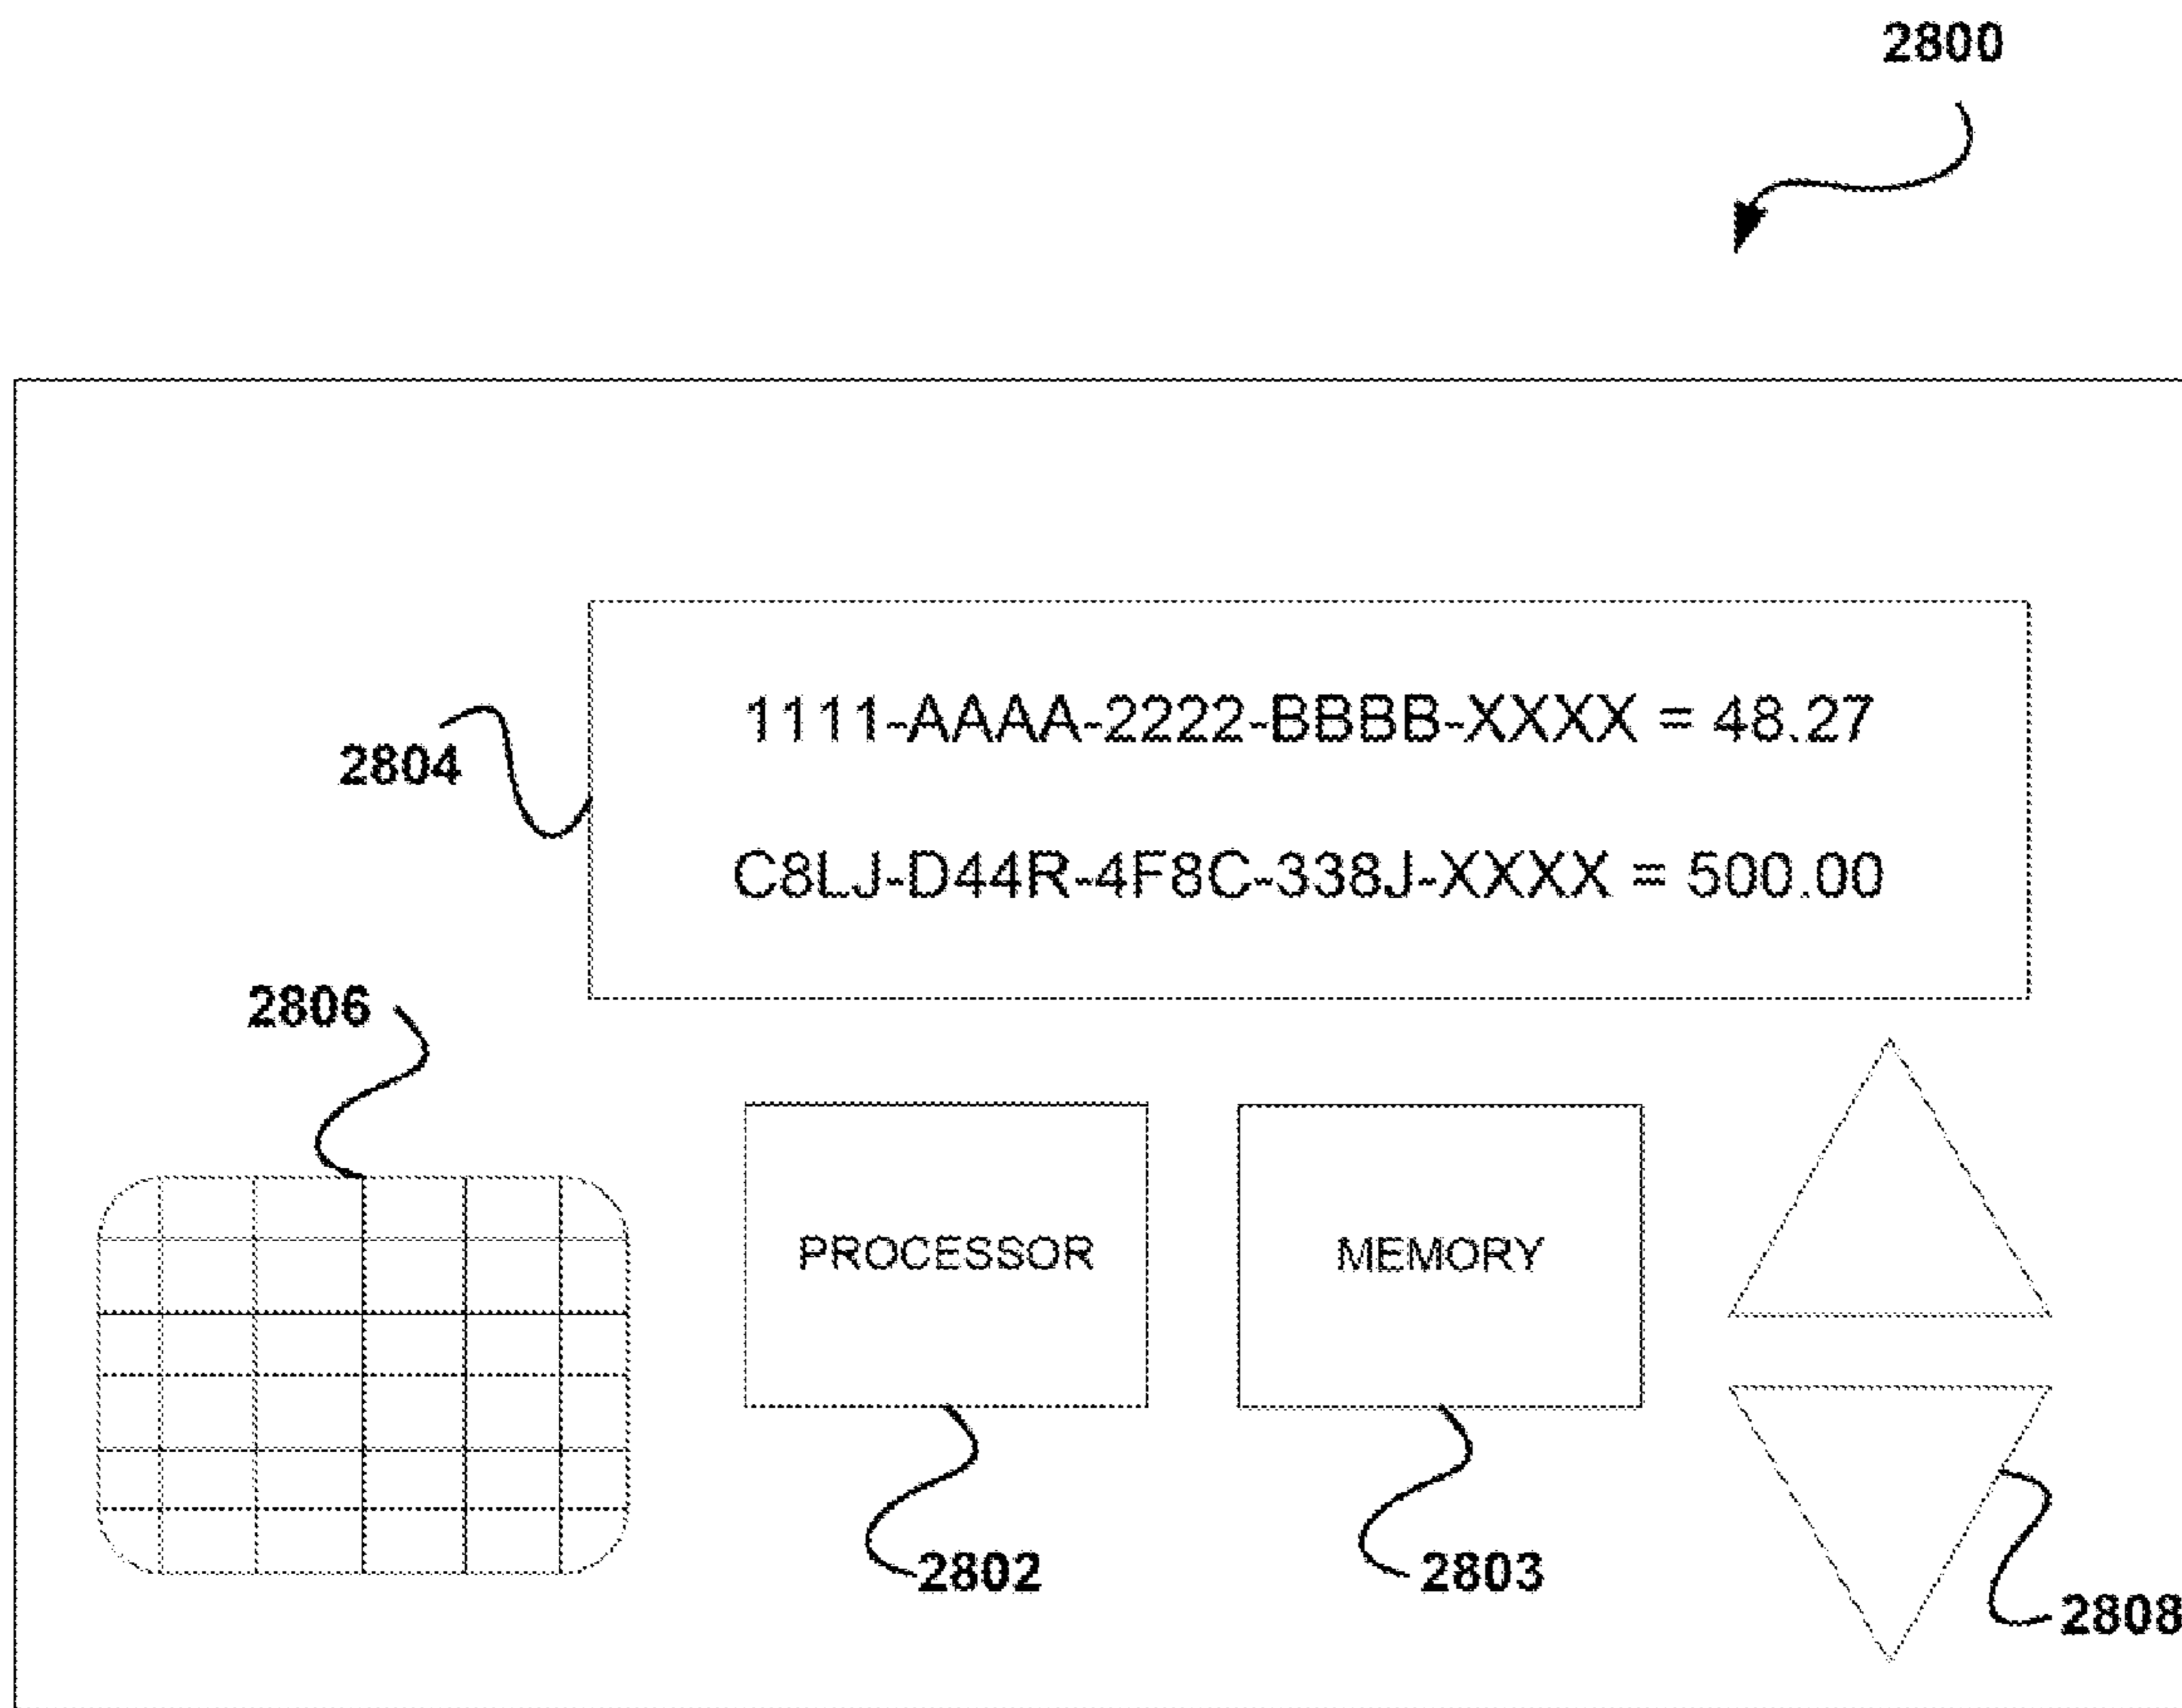 2800
1111-AAAA-2222-BBBB-XXXX = 48.27
2804
C8LJ-D44R-4F8C-338J-XXXX = 500.00
2806
PROCESSOR
MEMORY
2802
2803
2808